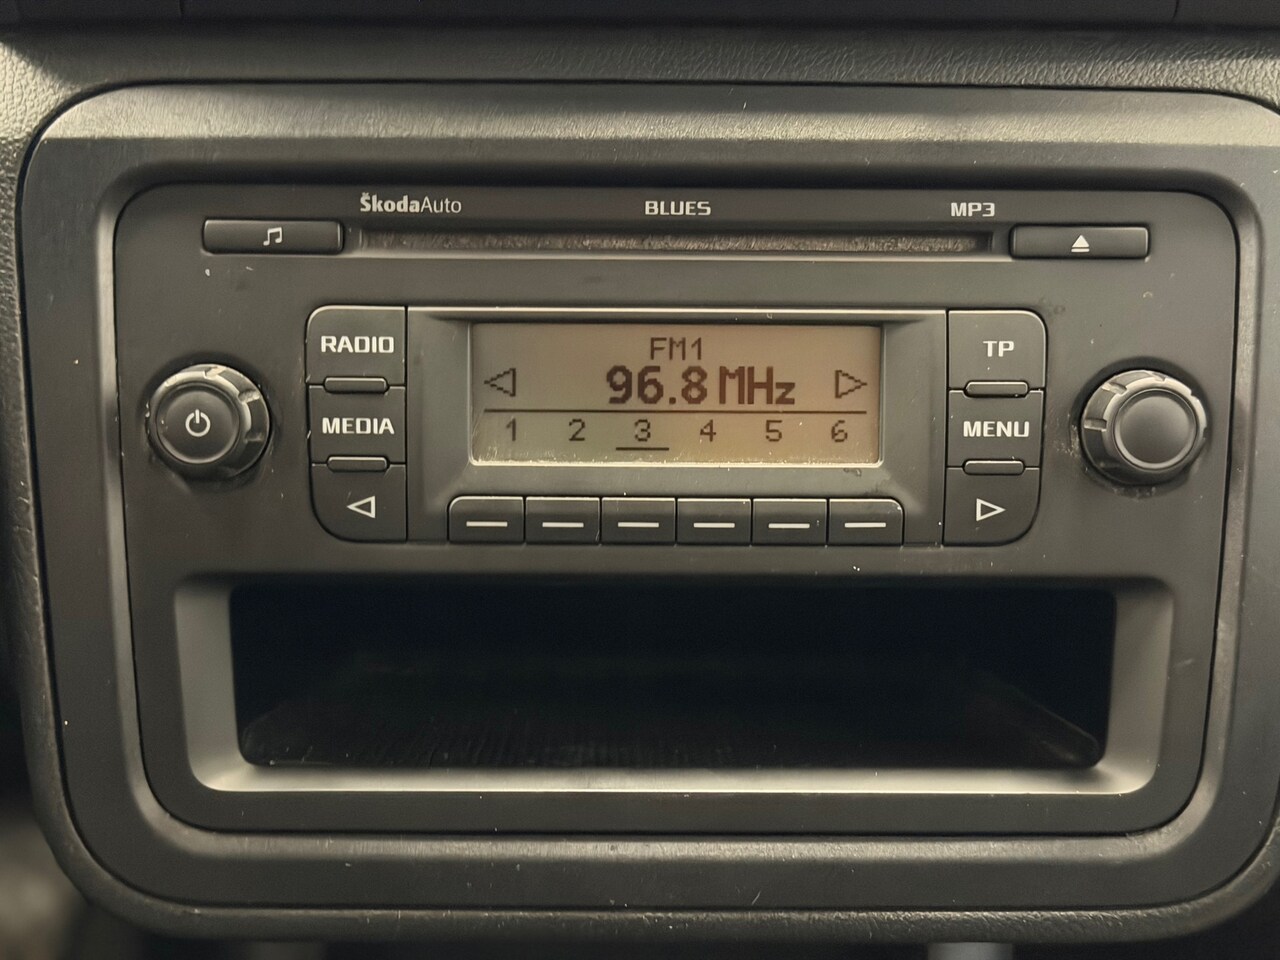 ŠkodaAuto
BLUES
MP3
RADIO
MEDIA
FM1
96.8 MHz
1 2 3 4 5 6
TP
MENU